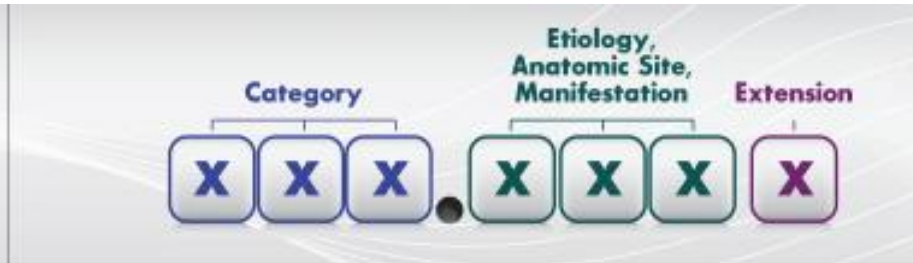 Etiology,
Anatomic Site,
Category Manifestation Extension
X X X . X X X X